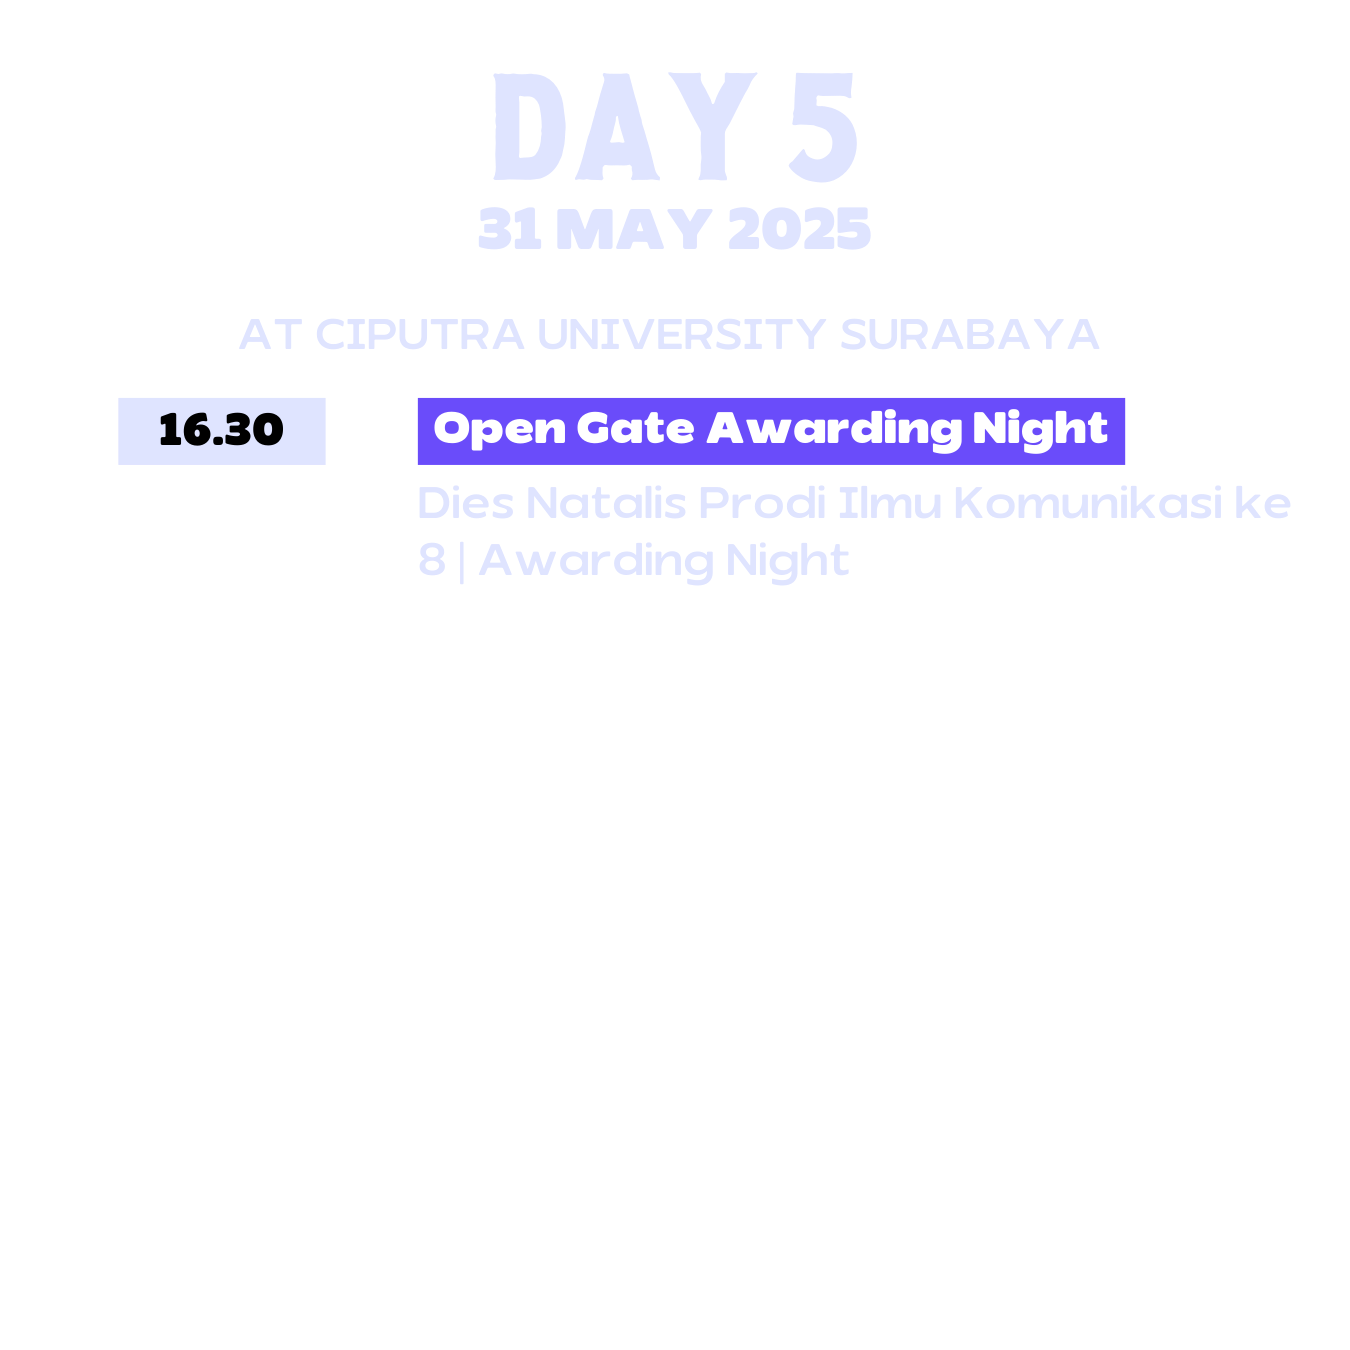 DAY 5
31 MAY 2025
AT CIPUTRA UNIVERSITY SURABAYA
16.30
Open Gate Awarding Night
Dies Natalis Prodi Ilmu Komunikasi ke
8 | Awarding Night